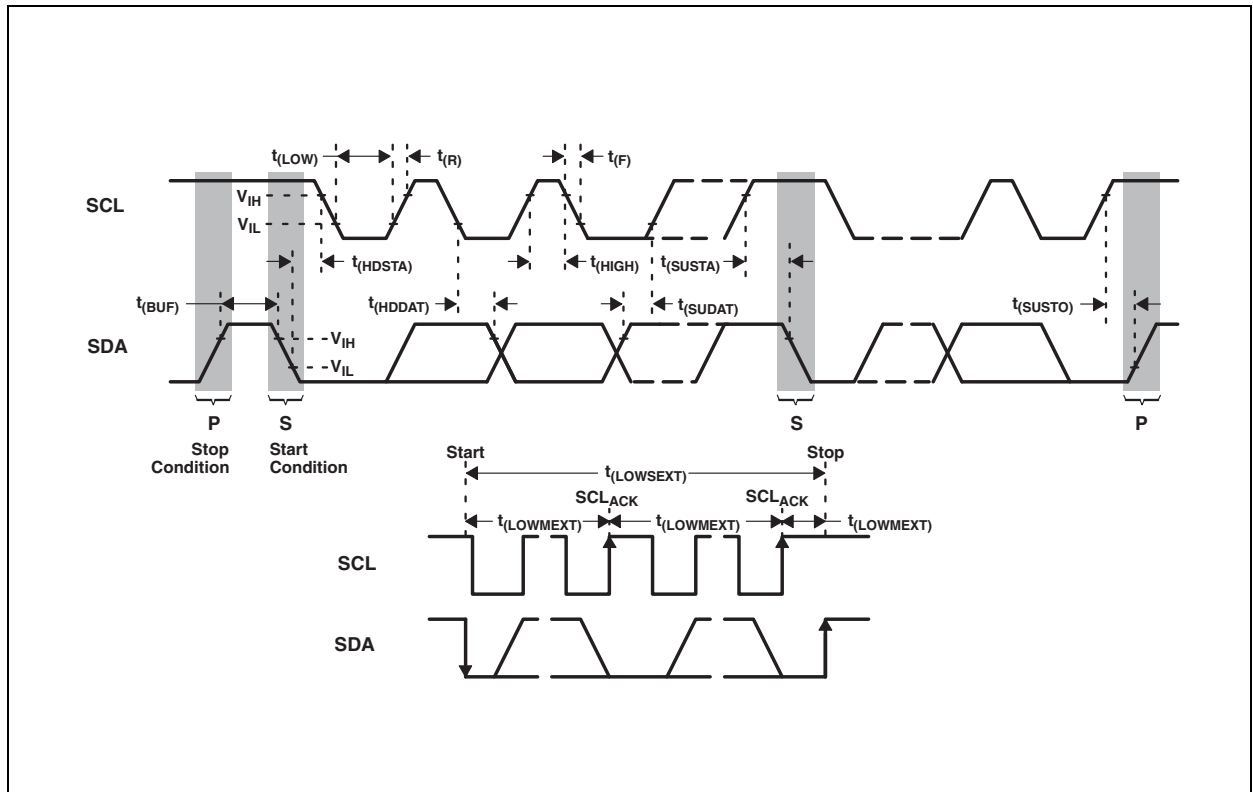 t(LOW)
t(R)
t(F)
SCL
VIH
VIL
t(HDSTA)
t(HIGH)
t(SUSTA)
t(BUF)
t(HDDAT)
t(SUDAT)
t(SUSTO)
SDA
VIH
VIL
P
S
S
P
Stop
Condition
Start
Condition
Start
Stop
t(LOWSEXT)
SCLACK
SCLACK
t(LOWMEXT)
t(LOWMEXT)
t(LOWMEXT)
SCL
SDA